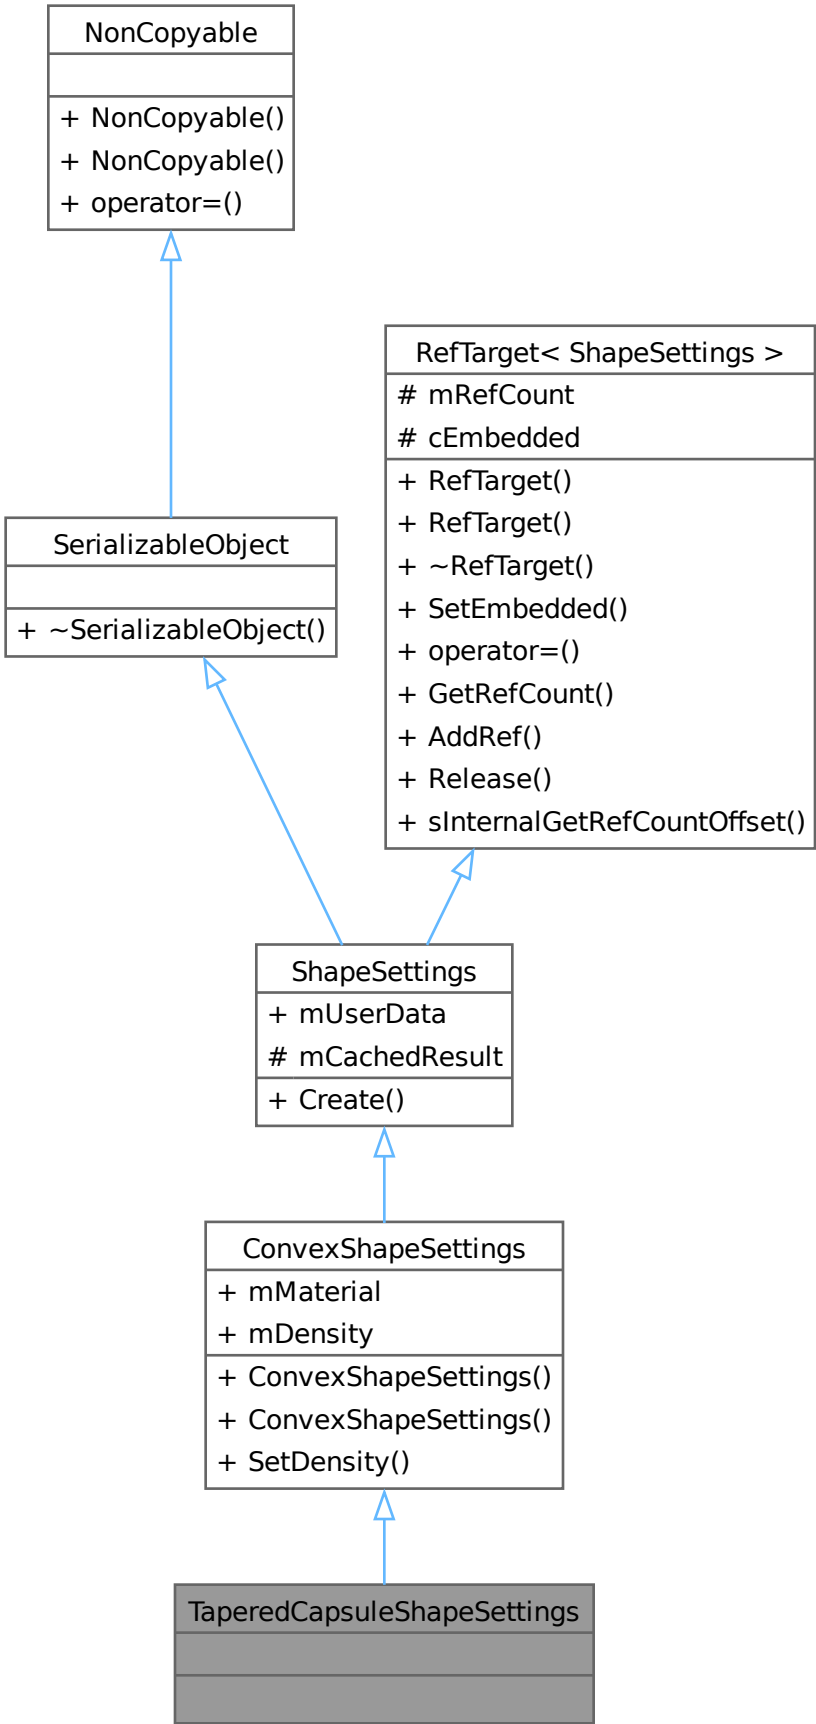 NonCopyable
+ NonCopyable()
+ NonCopyable()
+ operator=()
RefTarget< ShapeSettings >
# mRefCount
# cEmbedded
+ RefTarget()
+ RefTarget()
+ ~RefTarget()
+ SetEmbedded()
+ operator=()
+ GetRefCount()
+ AddRef()
+ Release()
+ sInternalGetRefCountOffset()
SerializableObject
+ ~SerializableObject()
ShapeSettings
+ mUserData
# mCachedResult
+ Create()
ConvexShapeSettings
+ mMaterial
+ mDensity
+ ConvexShapeSettings()
+ ConvexShapeSettings()
+ SetDensity()
TaperedCapsuleShapeSettings